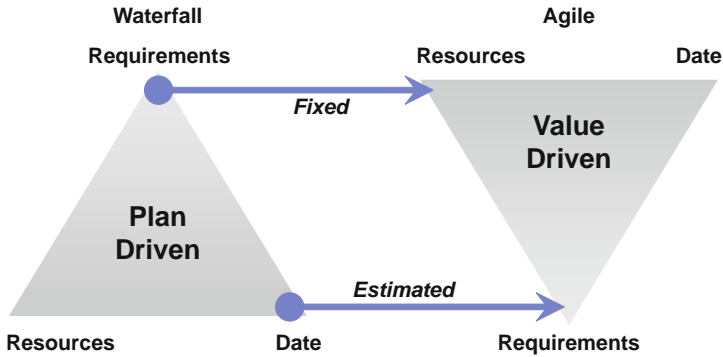 Waterfall
Agile
Requirements
Resources
Date
Fixed
Value
Driven
Plan
Driven
Estimated
Resources
Date
Requirements